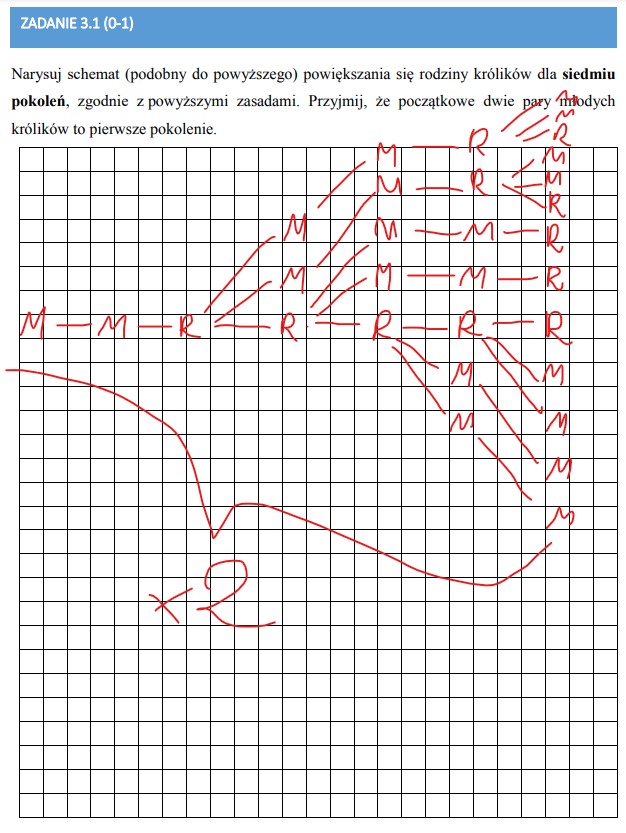 ZADANIE 3.1 (0-1)
Narysuj schemat (podobny do powyższego) powiększania się rodziny królików dla siedmiu
pokoleń, zgodnie z powyższymi zasadami. Przyjmij, że początkowe dwie pary młodych
królików to pierwsze pokolenie.
M
M
M R R
M
M R M
R
M M M R
M
M M R
M M R R R R R
M M
M M
M
M
x2